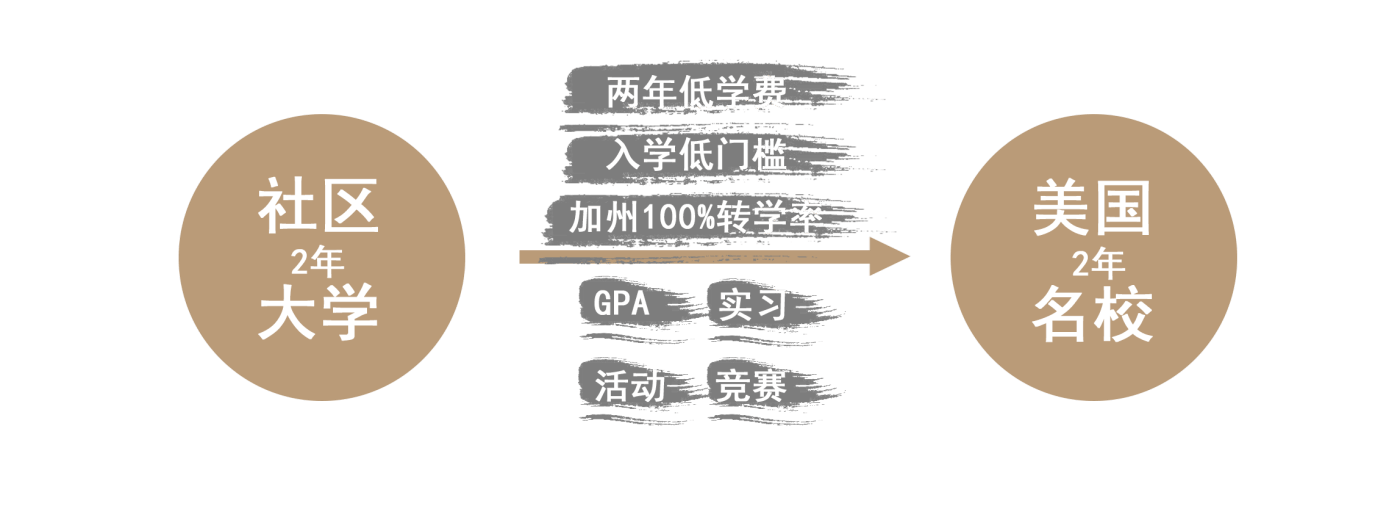 社区
2年
大学
两年低学费
入学低门槛
加州100%转学率
GPA
实习
活动
竞赛
美国
2年
名校